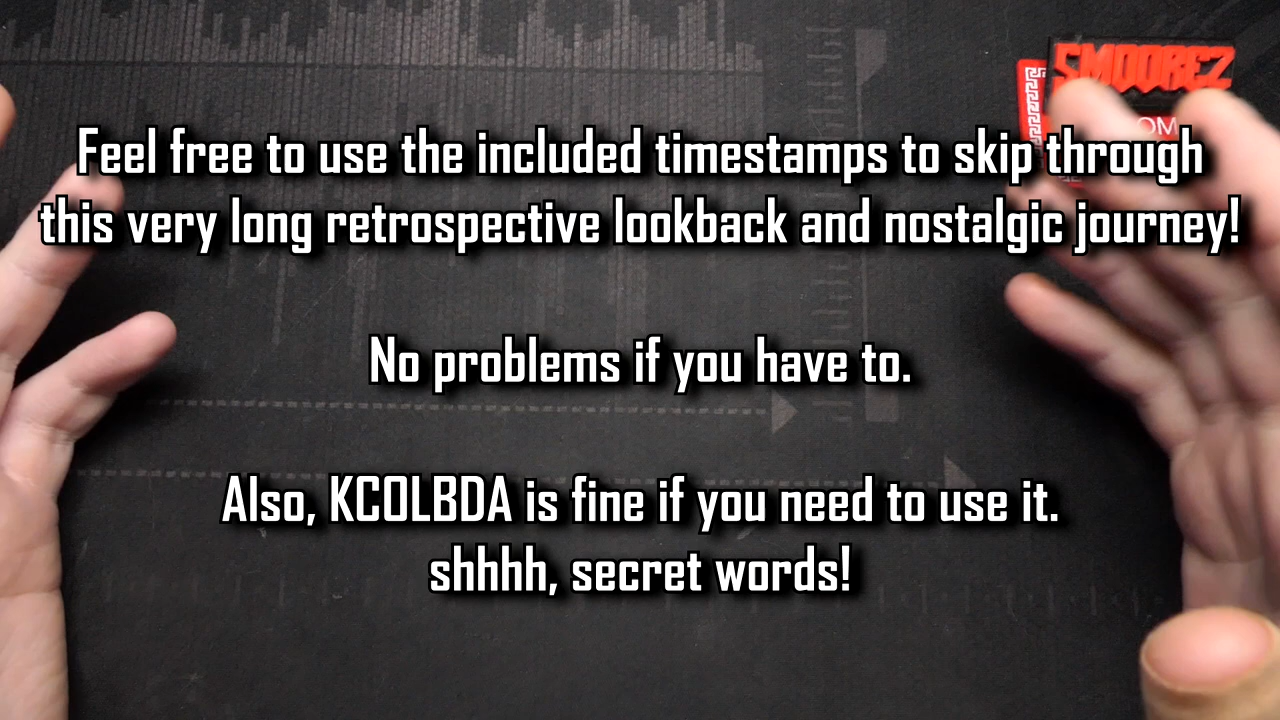 SMOOREZ
Feel free to use the included timestamps to skip through
this very long retrospective lookback and nostalgic journey!
No problems if you have to.
Also, KCOLBDA is fine if you need to use it.
shhhh, secret words!